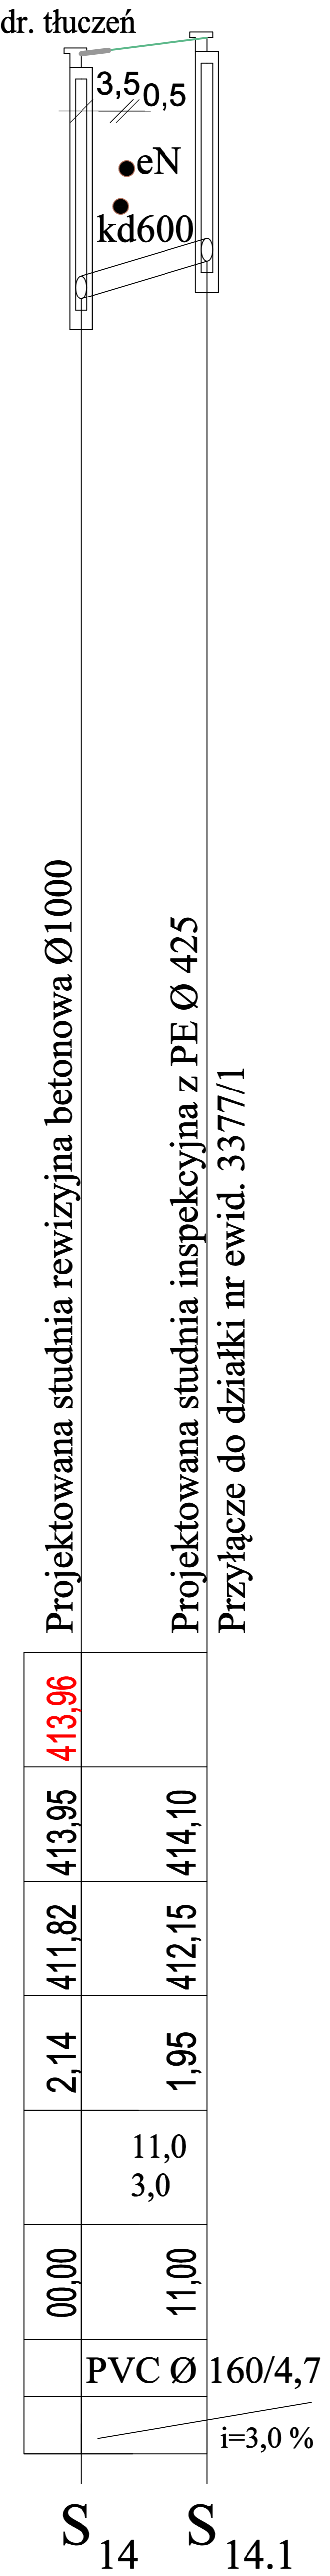 dr. tłuczeń
3,5 0,5
eN
kd600
Projektowana studnia rewizyjna betonowa Ø1000
Projektowana studnia inspekcyjna z PE Ø 425
Przyłącze do działki nr ewid. 3377/1
413,96
413,95 414,10
411,82 412,15
2,14 1,95
11,0
3,0
00,00 11,00
PVC Ø 160/4,7
i=3,0 %
S14 S14.1